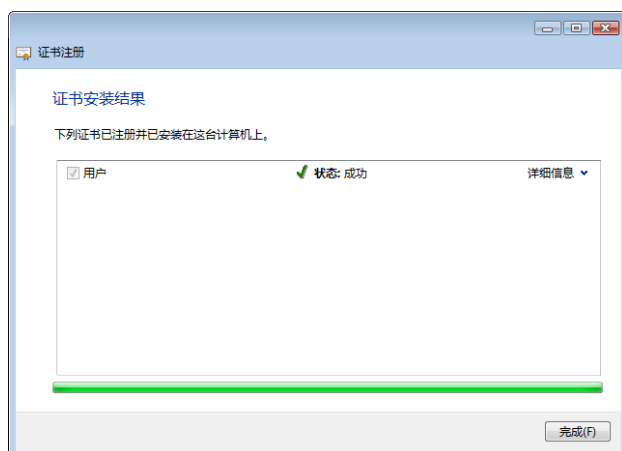 证书注册
证书安装结果
下列证书已注册并已安装在这台计算机上。
用户 状态: 成功 详细信息
完成(F)